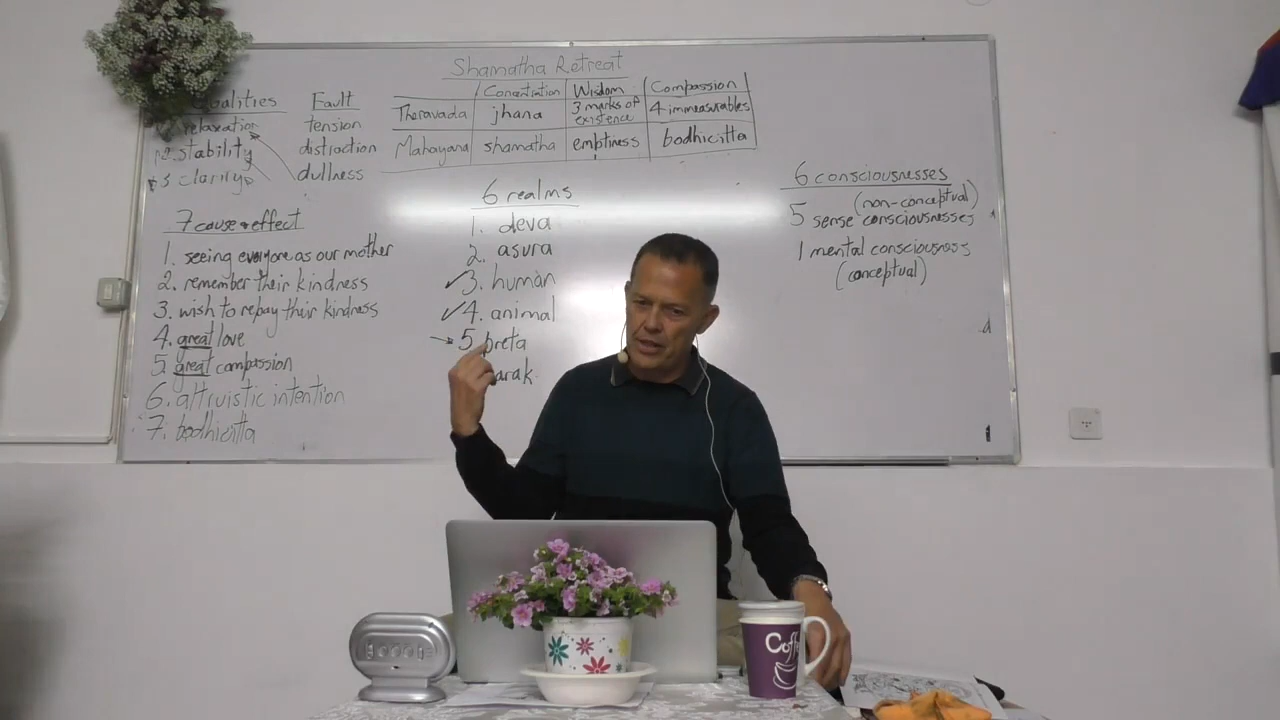 Shamatha Retreat
Concentration Wisdom Compassion
Theravada jhana 3 marks of existence 4 immeasurables
Mahayana shamatha emptiness bodhicitta
Fault
relaxation tension
2. stability distraction
3 clarity dullness
7 cause & effect
1. seeing everyone as our mother
2. remember their kindness
3. wish to repay their kindness
4. great love
5. great compassion
6. altruistic intention
7. bodhicitta
6 realms
1. deva
2. asura
3. human
4. animal
5 preta
6 consciousnesses
(non-conceptual)
5 sense consciousnesses
1 mental consciousness
(conceptual)